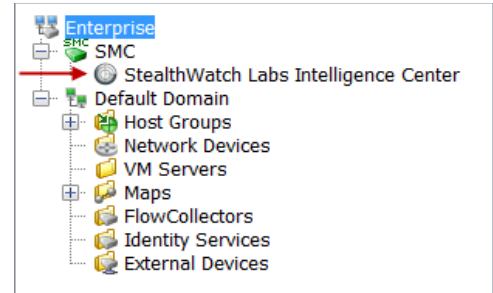 Enterprise
SMC
SMC
StealthWatch Labs Intelligence Center
Default Domain
Host Groups
Network Devices
VM Servers
Maps
FlowCollectors
Identity Services
External Devices